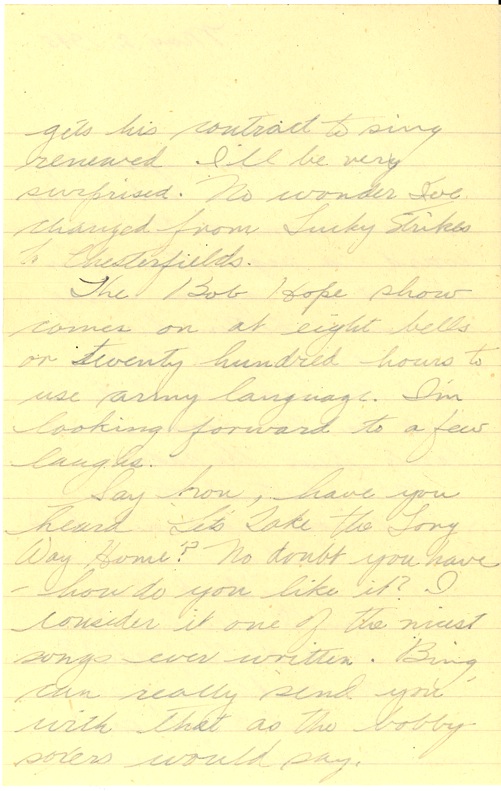 gets his contract to sing
renewed I'll be very
surprised. No wonder I've
changed from Lucky Strikes
to Chesterfields.
The Bob Hope show
comes on at eight bells
or twenty hundred hours to
use army language. I'm
looking forward to a few
laughs.
Say hon, have you
heard "Let's Take the Long
Way Home"? No doubt you have
- how do you like it? I
consider it one of the nicest
songs ever written. Bing
can really send you
with that as the bobby
soxers would say.